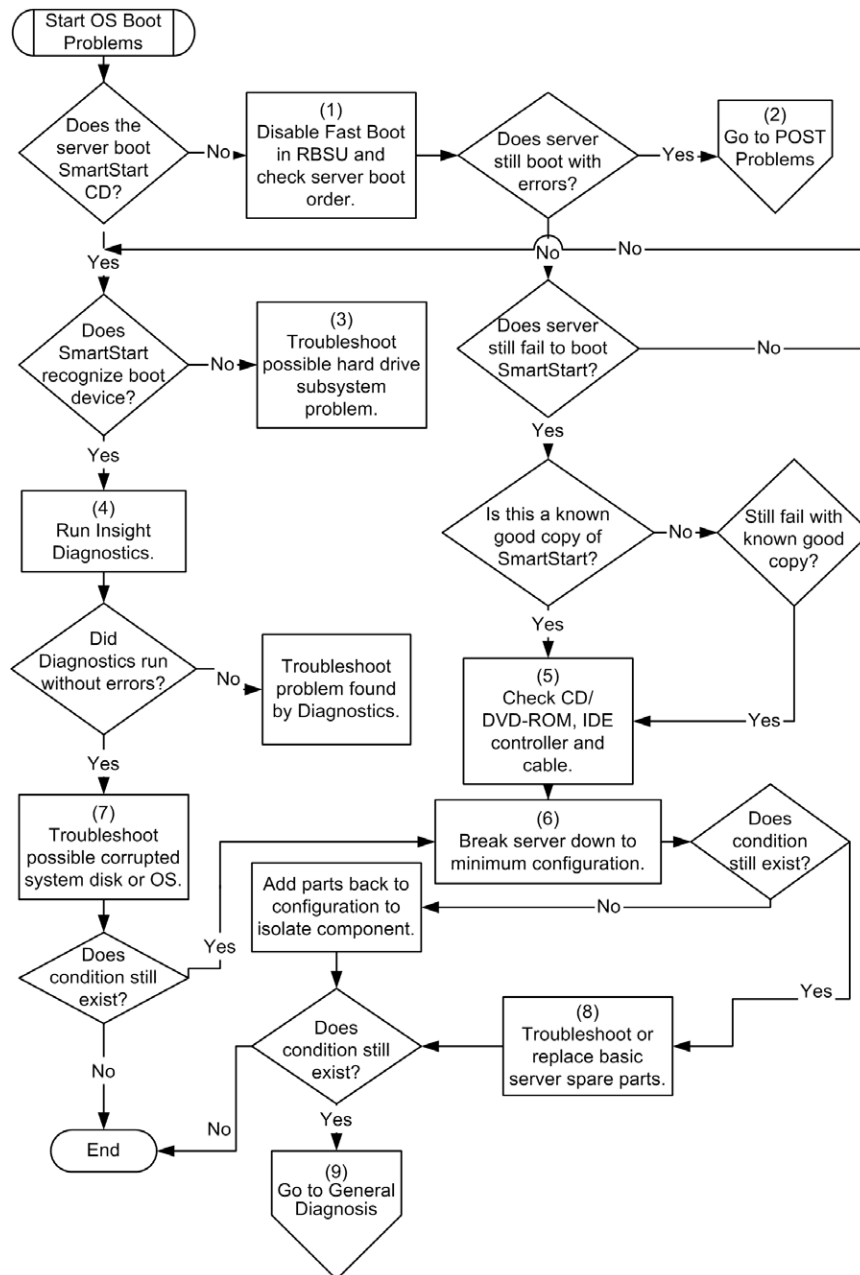 Start OS Boot
Problems
Does the
server boot
SmartStart
CD?
No
(1)
Disable Fast Boot
in RBSU and
check server boot
order.
Does server
still boot with
errors?
Yes
(2)
Go to POST
Problems
Yes
No
No
Does
SmartStart
recognize boot
device?
No
(3)
Troubleshoot
possible hard drive
subsystem
problem.
Does server
still fail to boot
SmartStart?
No
Yes
Yes
(4)
Run Insight
Diagnostics.
Is this a known
good copy of
SmartStart?
No
Still fail with
known good
copy?
Did
Diagnostics run
without errors?
No
Troubleshoot
problem found
by Diagnostics.
Yes
(5)
Check CD/
DVD-ROM, IDE
controller and
cable.
Yes
Yes
(7)
Troubleshoot
possible corrupted
system disk or OS.
(6)
Break server down to
minimum configuration.
Does
condition
still exist?
Add parts back to
configuration to
isolate component.
No
Yes
Does
condition still
exist?
Yes
Does
condition still
exist?
(8)
Troubleshoot or
replace basic
server spare parts.
No
No
Yes
End
(9)
Go to General
Diagnosis